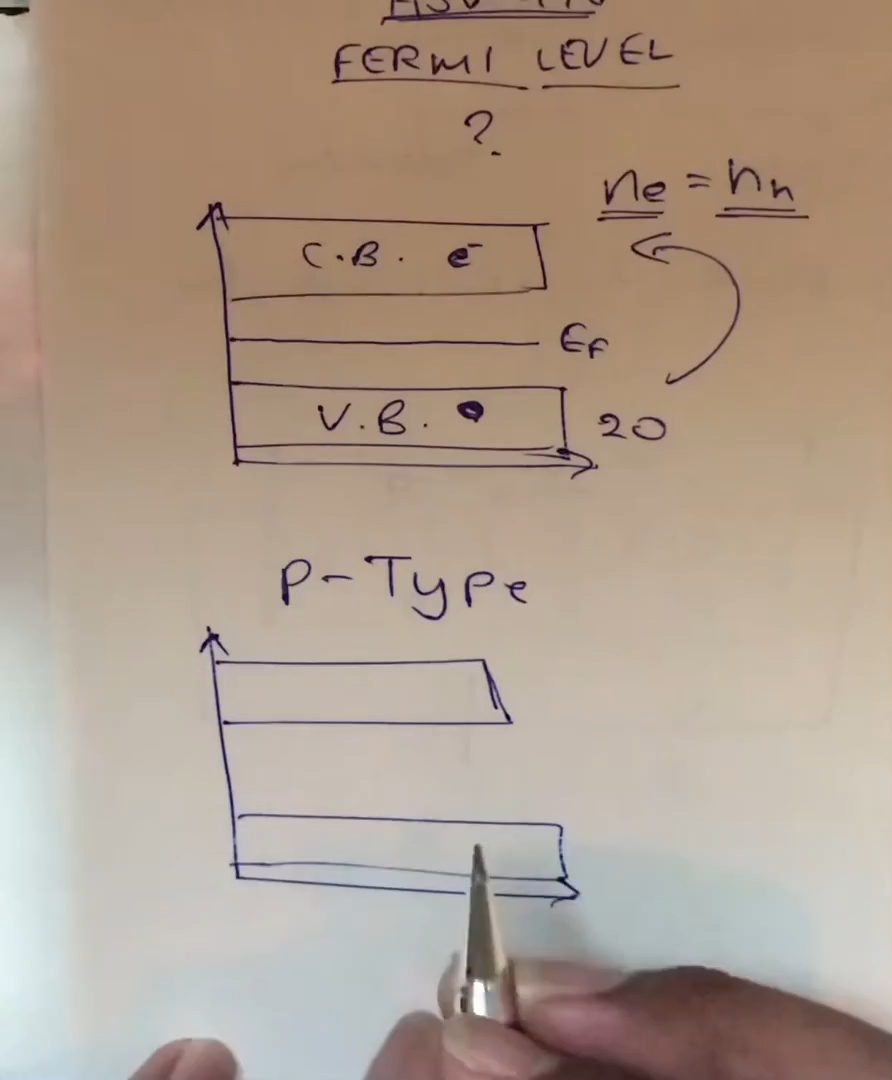 FERMI LEVEL
?
ne = nh
C.B. e-
EF
V.B.
20
P-Type